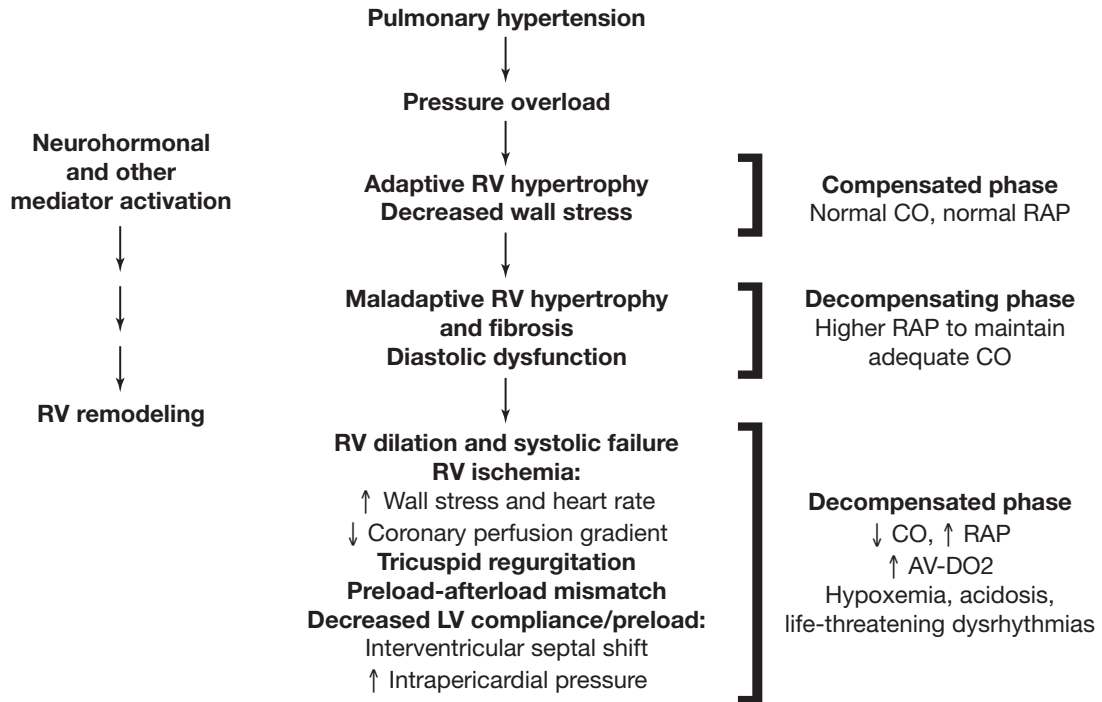 Pulmonary hypertension
Pressure overload
Neurohormonal
and other
mediator activation
RV remodeling
Adaptive RV hypertrophy
Decreased wall stress
Compensated phase
Normal CO, normal RAP
Maladaptive RV hypertrophy
and fibrosis
Diastolic dysfunction
Decompensating phase
Higher RAP to maintain
adequate CO
RV dilation and systolic failure
RV ischemia:
↑ Wall stress and heart rate
↓ Coronary perfusion gradient
Tricuspid regurgitation
Preload-afterload mismatch
Decreased LV compliance/preload:
Interventricular septal shift
↑ Intrapericardial pressure
Decompensated phase
↓ CO, ↑ RAP
↑ AV-DO2
Hypoxemia, acidosis,
life-threatening dysrhythmias